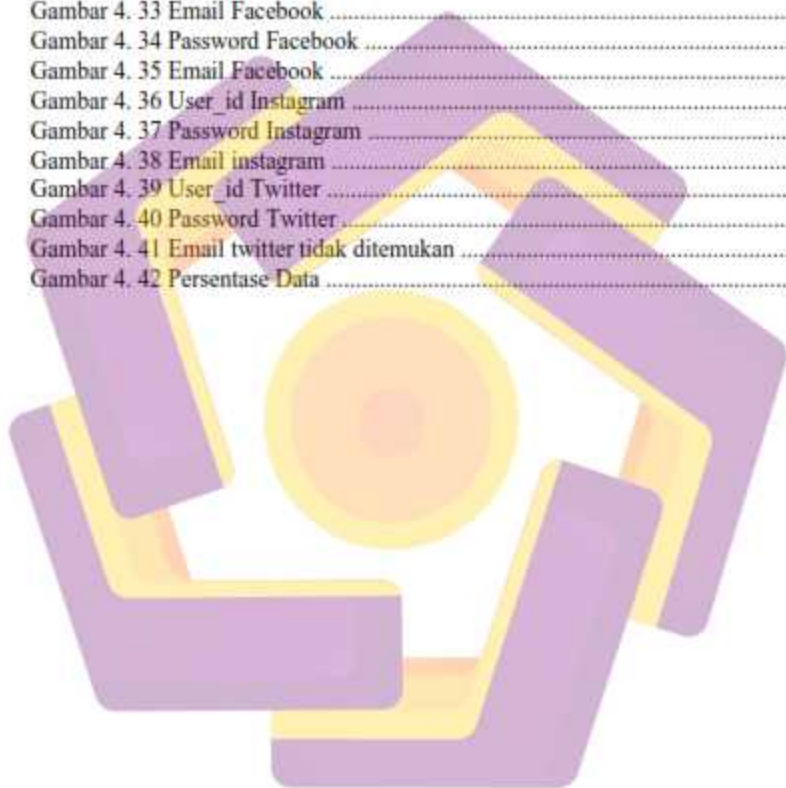 Gambar 4. 33 Email Facebook ................................................................
Gambar 4. 34 Password Facebook ................................................................
Gambar 4. 35 Email Facebook ................................................................
Gambar 4. 36 User_id Instagram ................................................................
Gambar 4. 37 Password Instagram ................................................................
Gambar 4. 38 Email instagram ................................................................
Gambar 4. 39 User_id Twitter ................................................................
Gambar 4. 40 Password Twitter ................................................................
Gambar 4. 41 Email twitter tidak ditemukan ................................................................
Gambar 4. 42 Persentase Data ................................................................